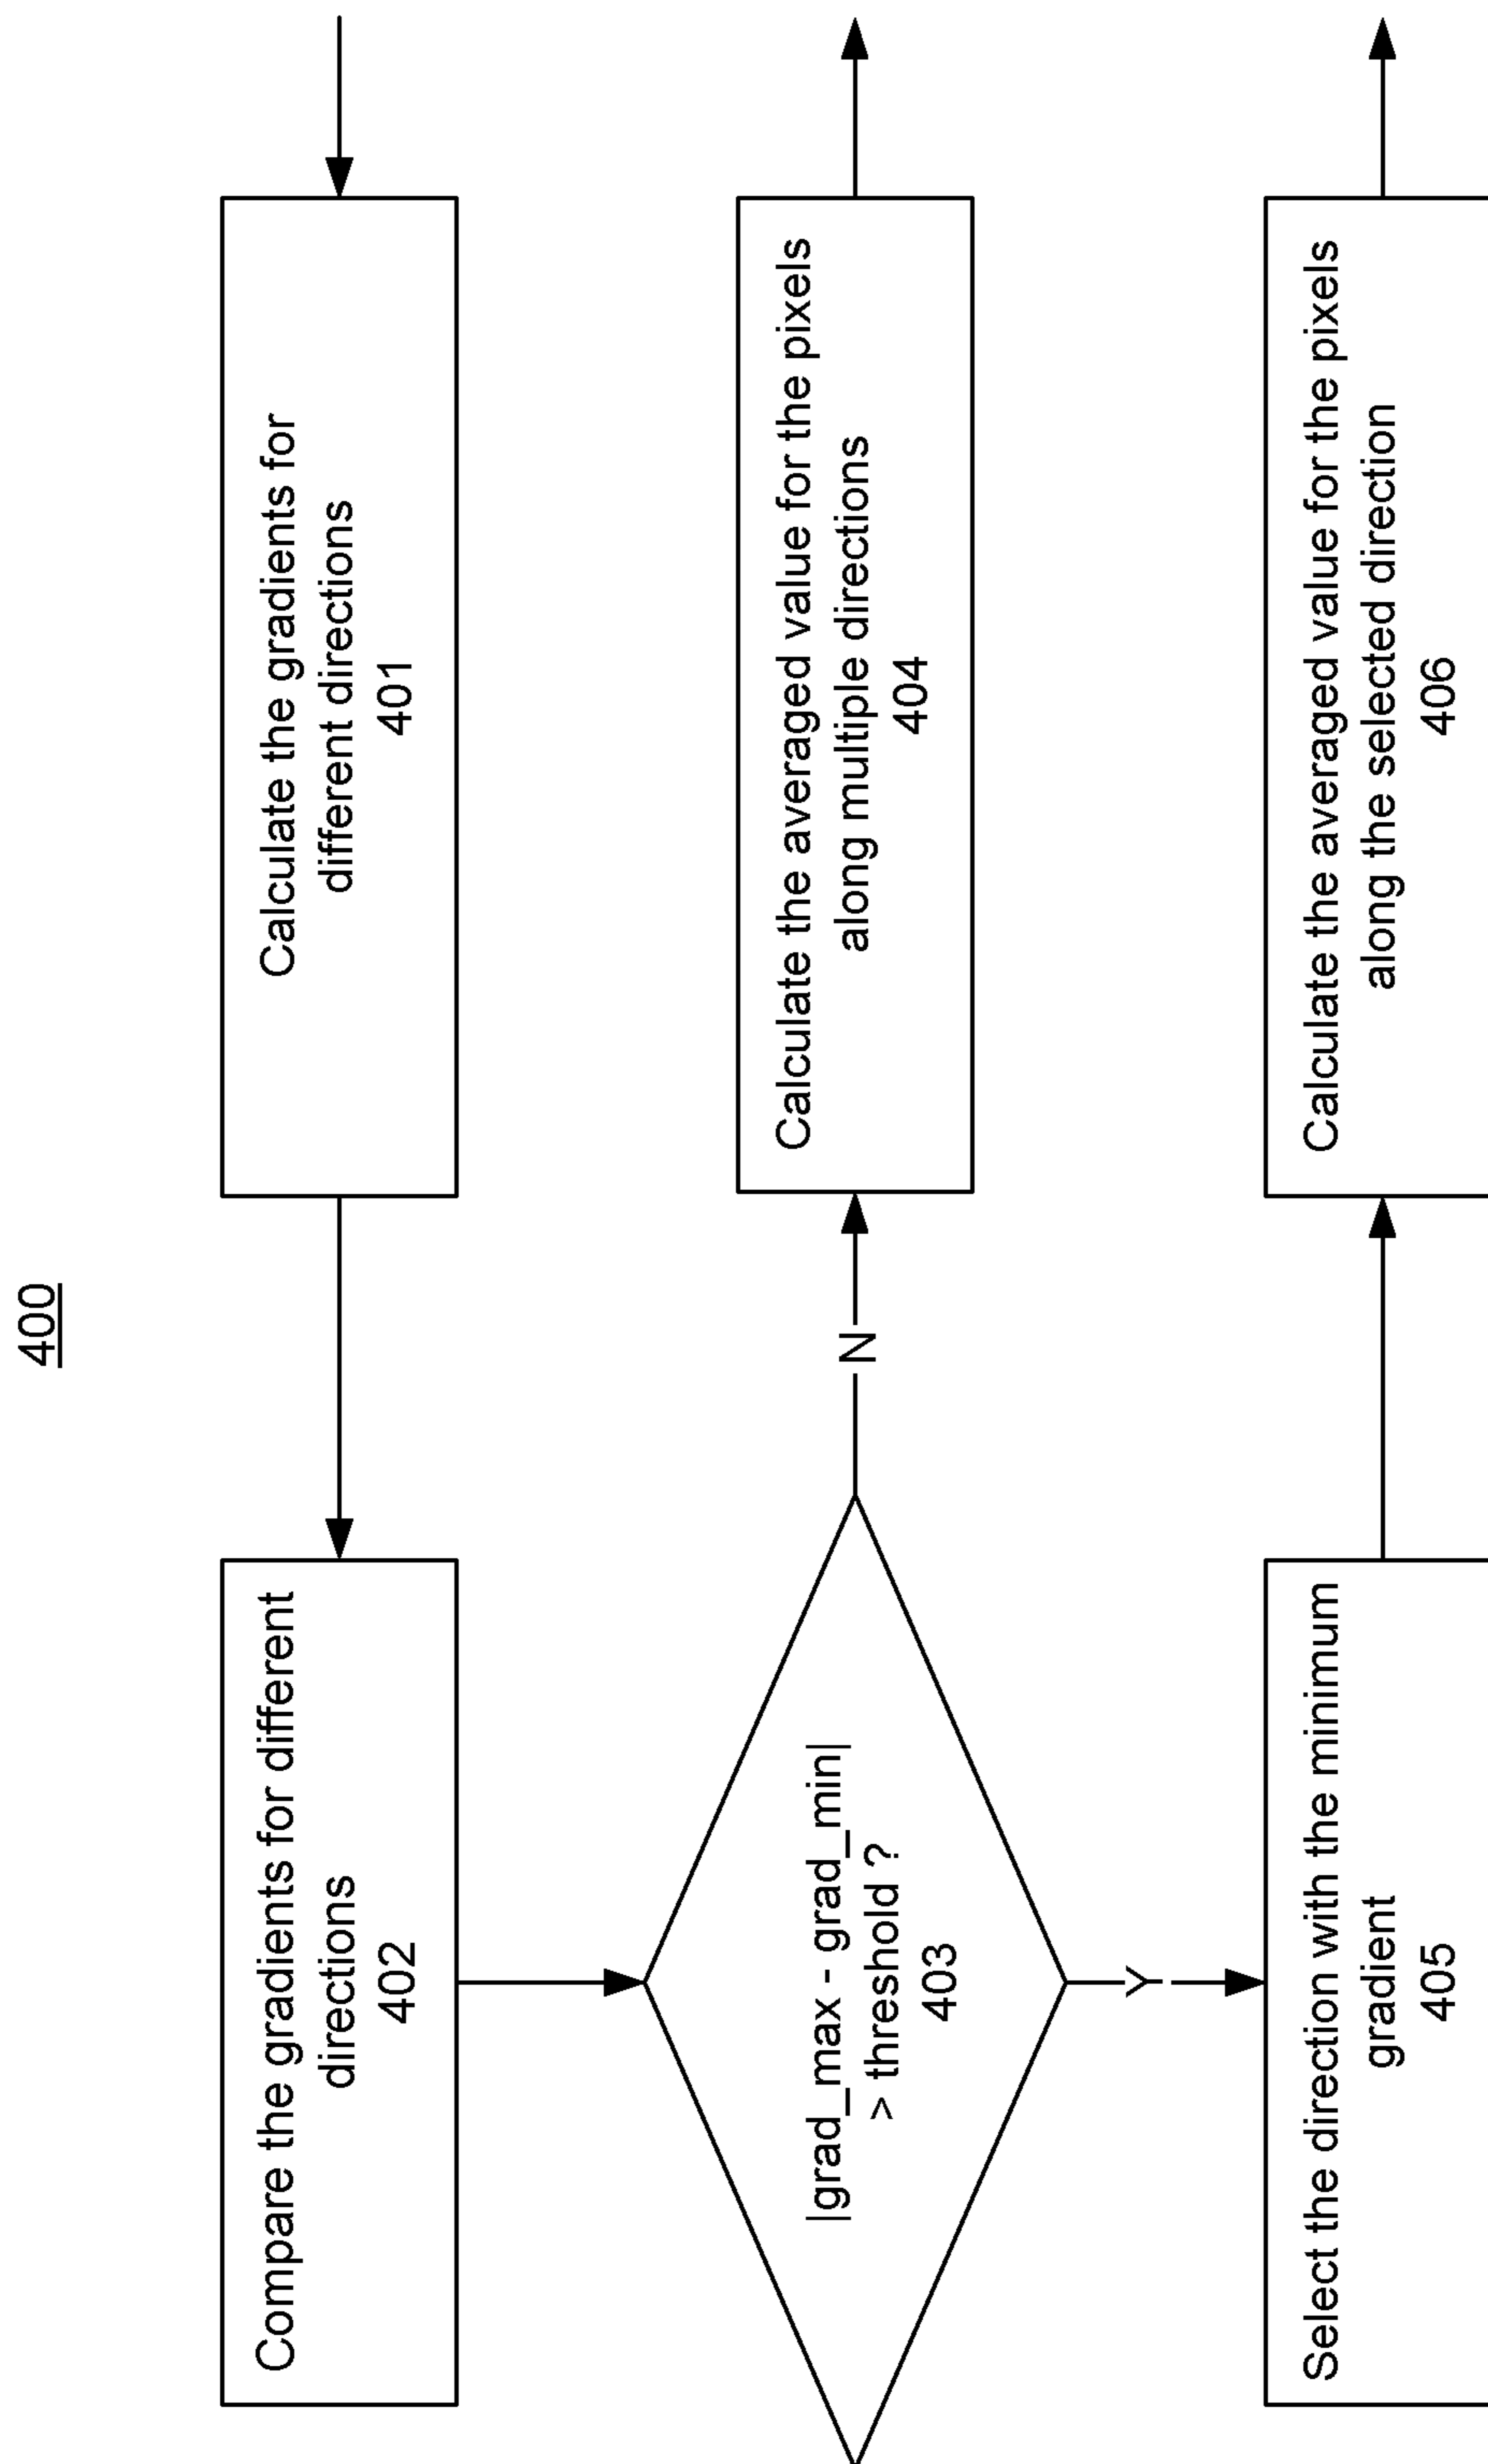 400
Calculate the gradients for
different directions
401
Compare the gradients for different
directions
402
|grad_max - grad_min|
> threshold ?
403
N
Calculate the averaged value for the pixels
along multiple directions
404
Y
Select the direction with the minimum
gradient
405
Calculate the averaged value for the pixels
along the selected direction
406